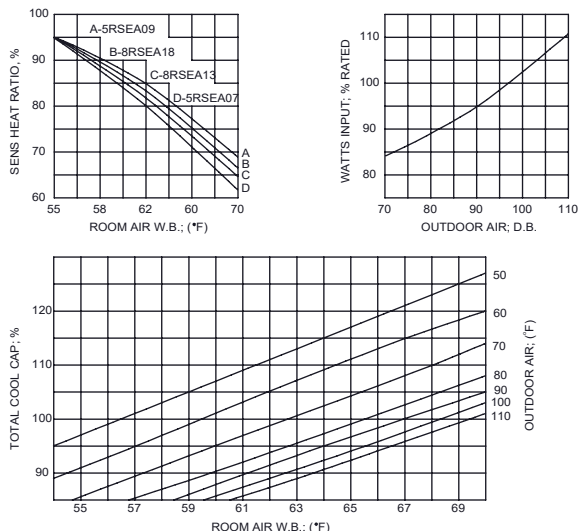 SENS HEAT RATIO, %
100
90
80
70
60
A-5RSEA09
B-8RSEA18
C-8RSEA13
D-5RSEA07
A
B
C
D
55 58 62 60 70
ROOM AIR W.B.; (°F)
WATTS INPUT; % RATED
110
100
90
80
70 80 90 100 110
OUTDOOR AIR; D.B.
TOTAL COOL CAP; %
120
110
100
90
50
60
70
80
90
100
110
OUTDOOR AIR; (°F)
55 57 59 61 63 65 67 69
ROOM AIR W.B.; (°F)